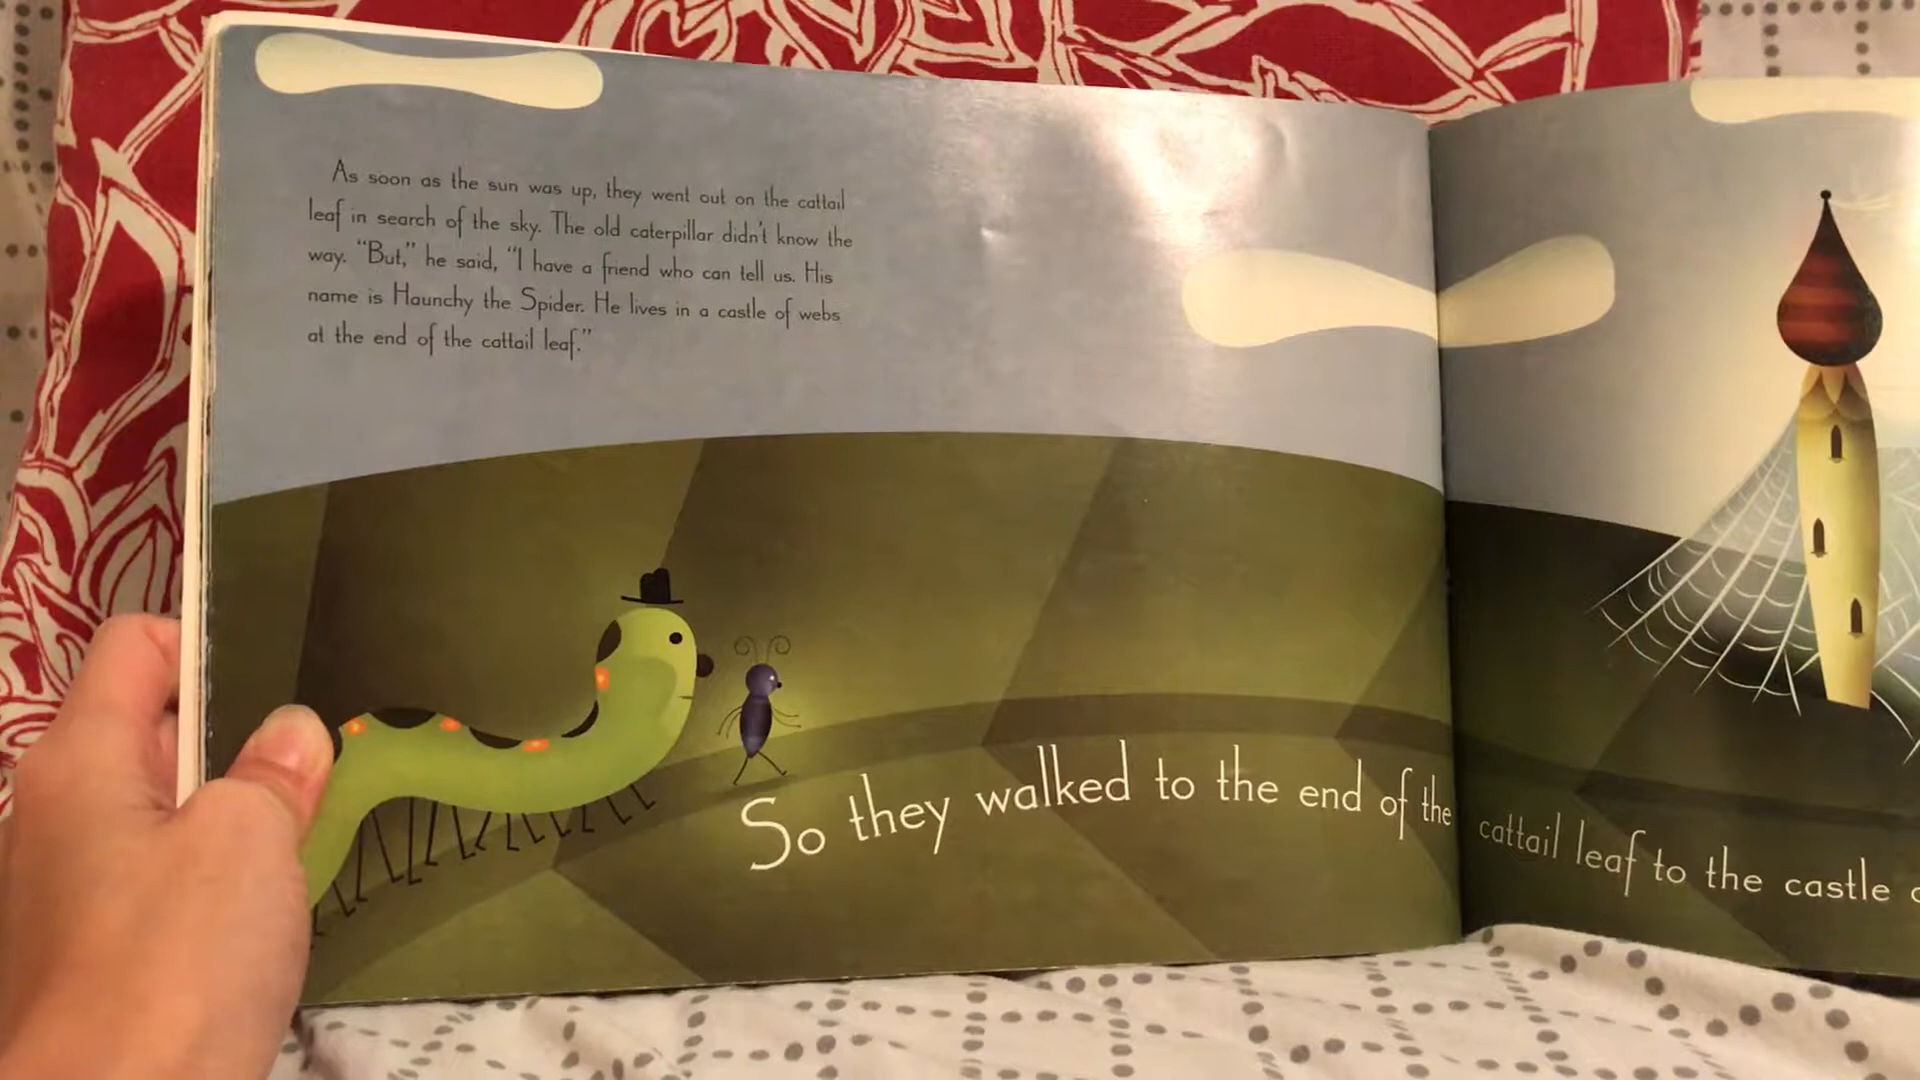 As soon as the sun was up, they went out on the cattail
leaf in search of the sky. The old caterpillar didn't know the
way. “But,” he said, “I have a friend who can tell us. His
name is Haunchy the Spider. He lives in a castle of webs
at the end of the cattail leaf.”
So they walked to the end of the cattail leaf to the castle